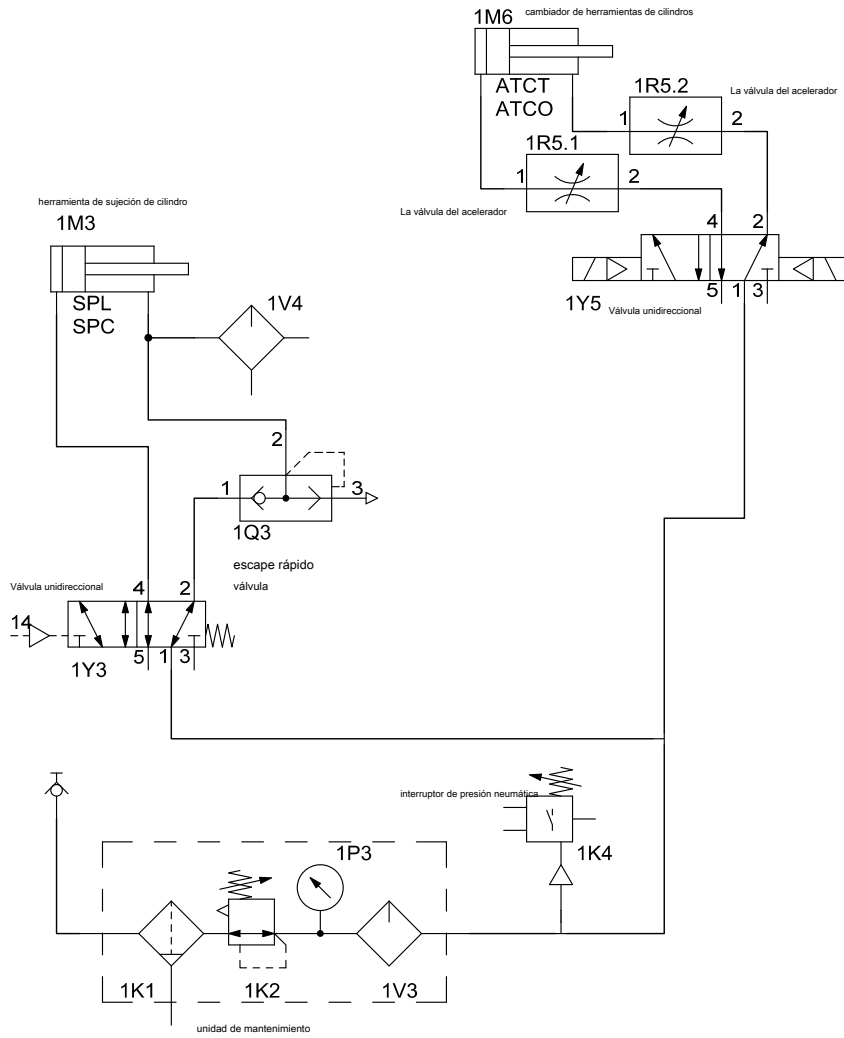 1M6 cambiador de herramientas de cilindros
ATCT
ATCO
1R5.2
La válvula del acelerador
1 2
1R5.1
1 2
La válvula del acelerador
herramienta de sujeción de cilindro
1M3
4 2
5 1 3
1Y5 Válvula unidireccional
SPL
SPC
1V4
2
1 3
1Q3
escape rápido
válvula
Válvula unidireccional
4 2
14
5 1 3
1Y3
interruptor de presión neumática
1K4
1P3
1K1 1K2 1V3
unidad de mantenimiento